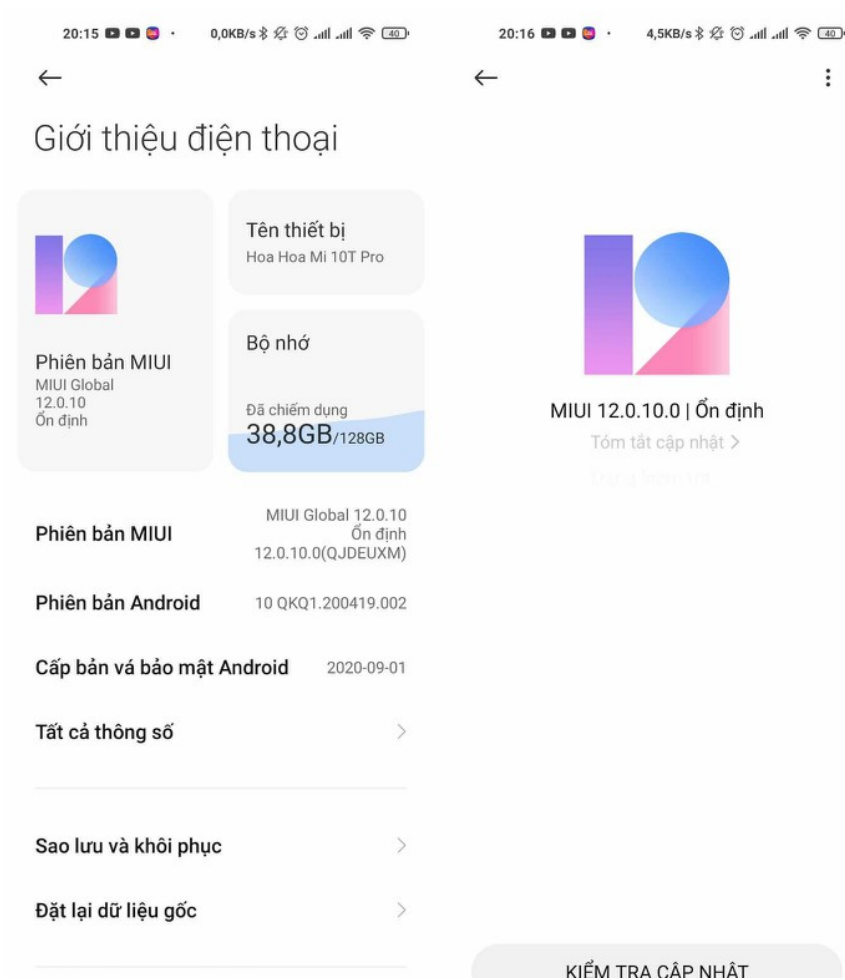 20:15
0,0KB/s
40
Giới thiệu điện thoại
Phiên bản MIUI
MIUI Global
12.0.10
Ổn định
Tên thiết bị
Hoa Hoa Mi 10T Pro
Bộ nhớ
Đã chiếm dụng
38,8GB/128GB
Phiên bản MIUI
MIUI Global 12.0.10
Ổn định
12.0.10.0(QJDEUXM)
Phiên bản Android
10 QKQ1.200419.002
Cấp bản vá bảo mật Android
2020-09-01
Tất cả thông số
Sao lưu và khôi phục
Đặt lại dữ liệu gốc
20:16
4,5KB/s
40
MIUI 12.0.10.0 | Ổn định
Tóm tắt cập nhật
KIỂM TRA CẬP NHẬT